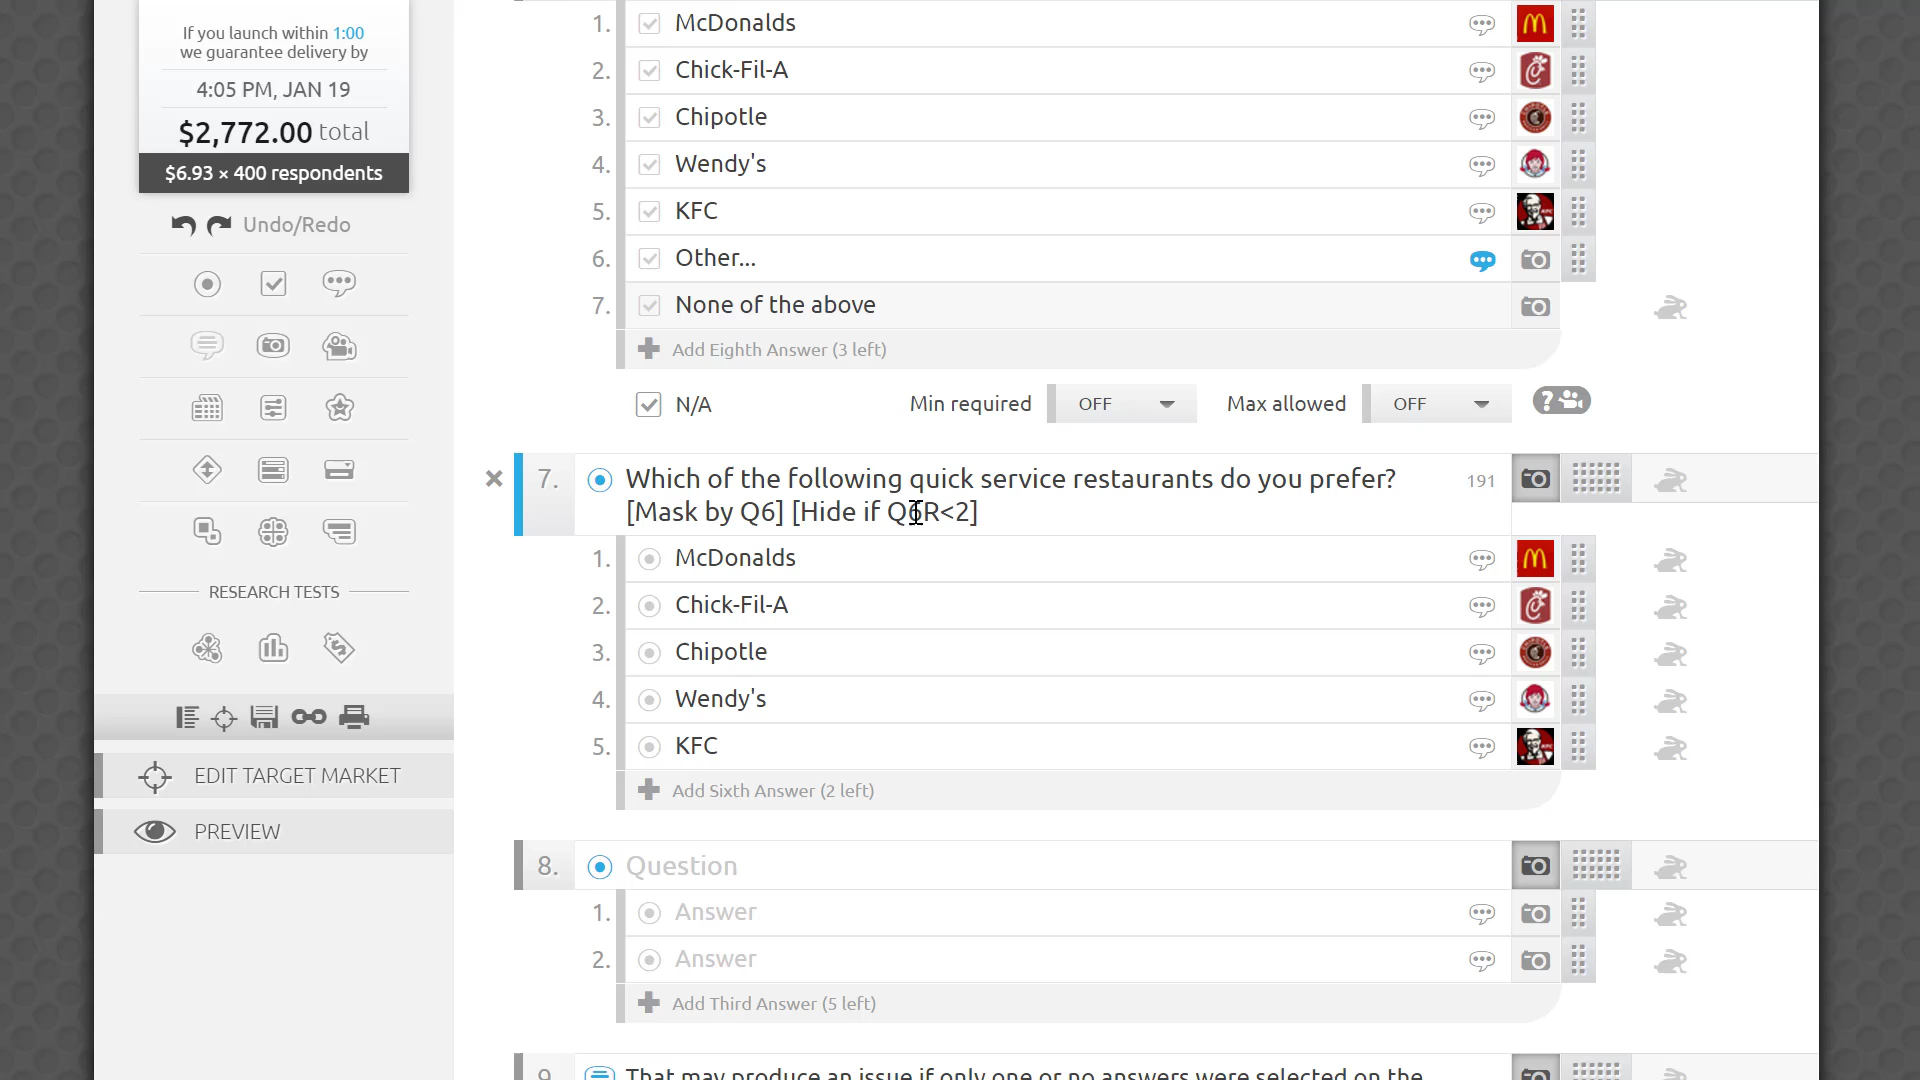 If you launch within 1:00
we guarantee delivery by
4:05 PM, JAN 19
$2,772.00 total
$6.93 × 400 respondents
Undo/Redo
RESEARCH TESTS
EDIT TARGET MARKET
PREVIEW
1. McDonalds
2. Chick-Fil-A
3. Chipotle
4. Wendy's
5. KFC
6. Other...
7. None of the above
Add Eighth Answer (3 left)
N/A Min required OFF Max allowed OFF
?
7. Which of the following quick service restaurants do you prefer? 191
[Mask by Q6] [Hide if Q6R<2]
1. McDonalds
2. Chick-Fil-A
3. Chipotle
4. Wendy's
5. KFC
Add Sixth Answer (2 left)
8. Question
1. Answer
2. Answer
Add Third Answer (5 left)
9. That may produce an issue if only one or no answers were selected on the